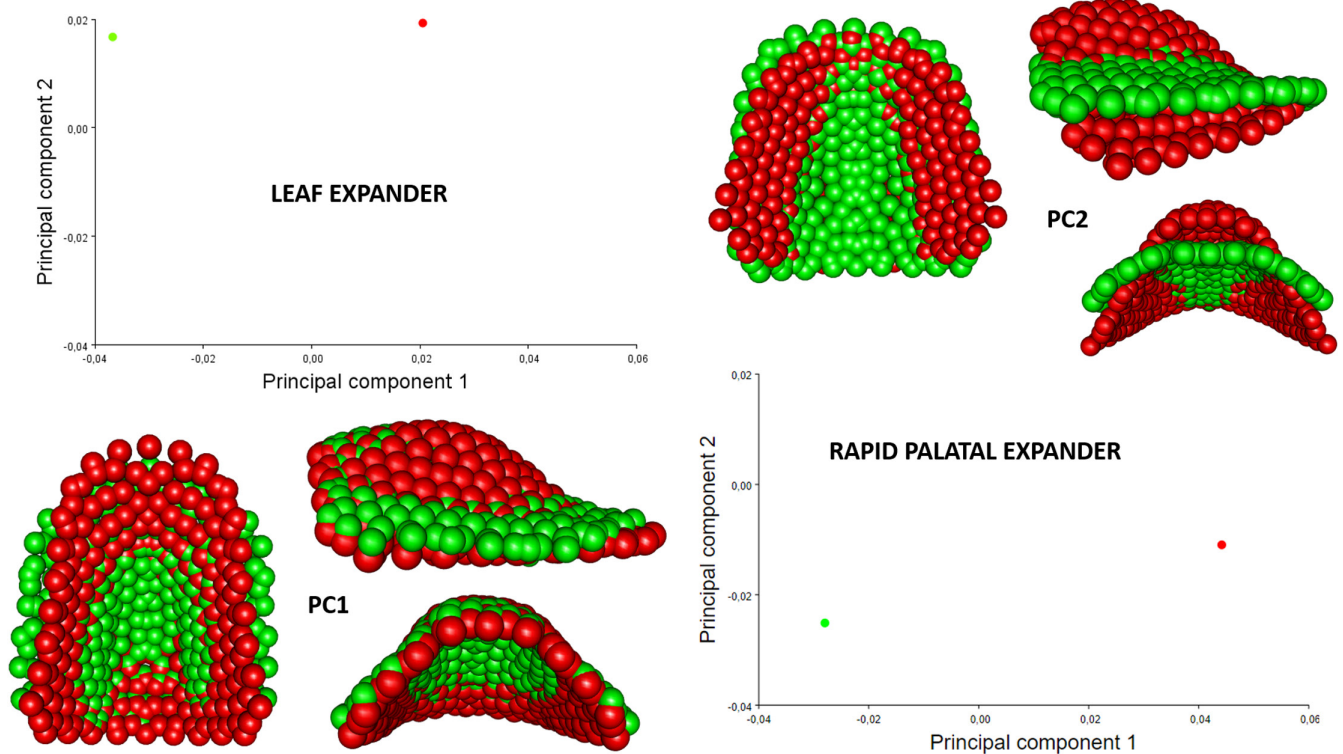 0,02
0,00
-0,02
-0,04
Principal component 2
LEAF EXPANDER
-0,04
-0,02
0,00
0,02
0,04
0,06
Principal component 1
PC2
PC1
0,02
0,00
-0,02
-0,04
Principal component 2
RAPID PALATAL EXPANDER
-0,04
-0,02
0,00
0,02
0,04
0,06
Principal component 1